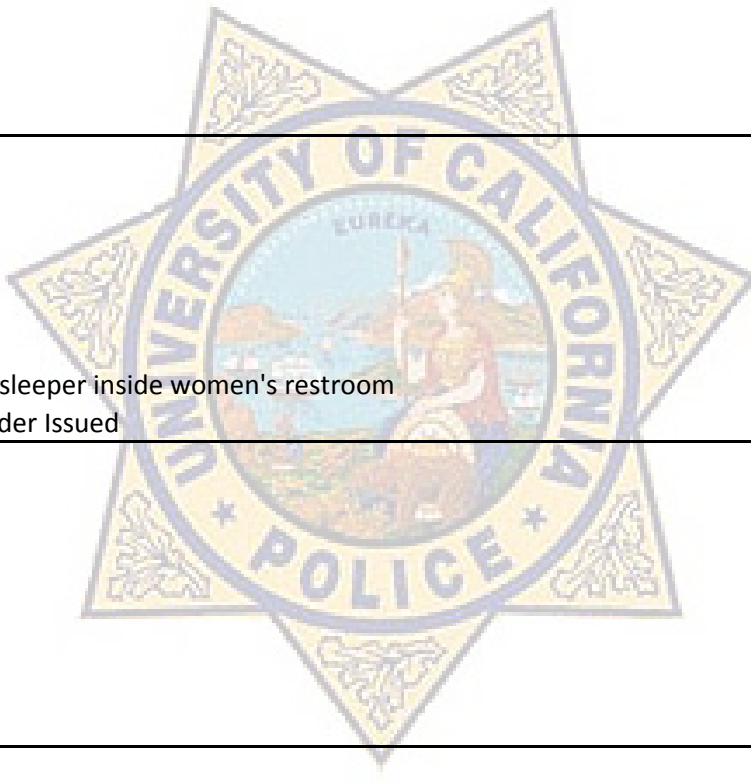 UNIVERSITY OF CALIFORNIA
EUREKA
sleeper inside women's restroom
der Issued
POLICE